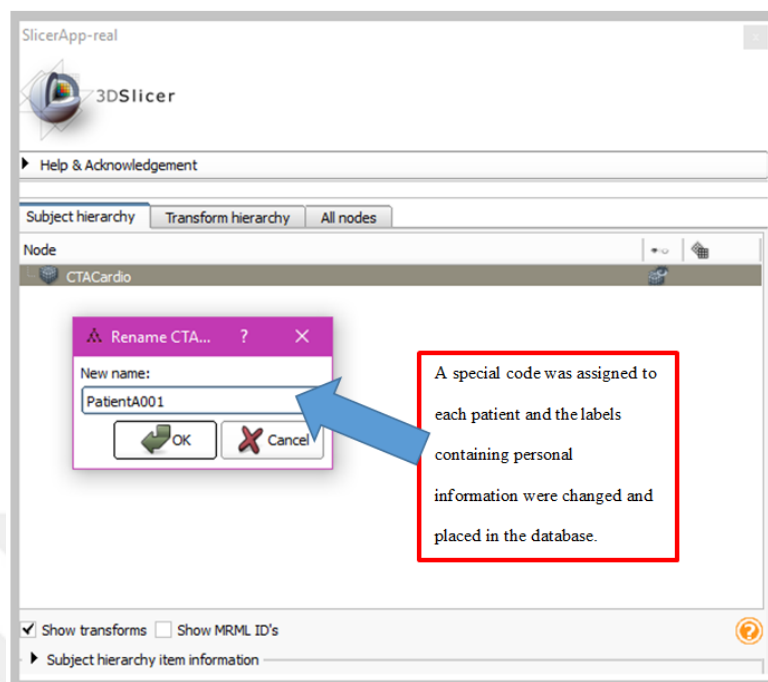 SlicerApp-real
x
3DSlicer
Help & Acknowledgement
Subject hierarchy Transform hierarchy All nodes
Node
CTACardio
Rename CTA... ? ×
New name:
PatientA001
OK Cancel
A special code was assigned to
each patient and the labels
containing personal
information were changed and
placed in the database.
Show transforms Show MRML ID's
?
Subject hierarchy item information